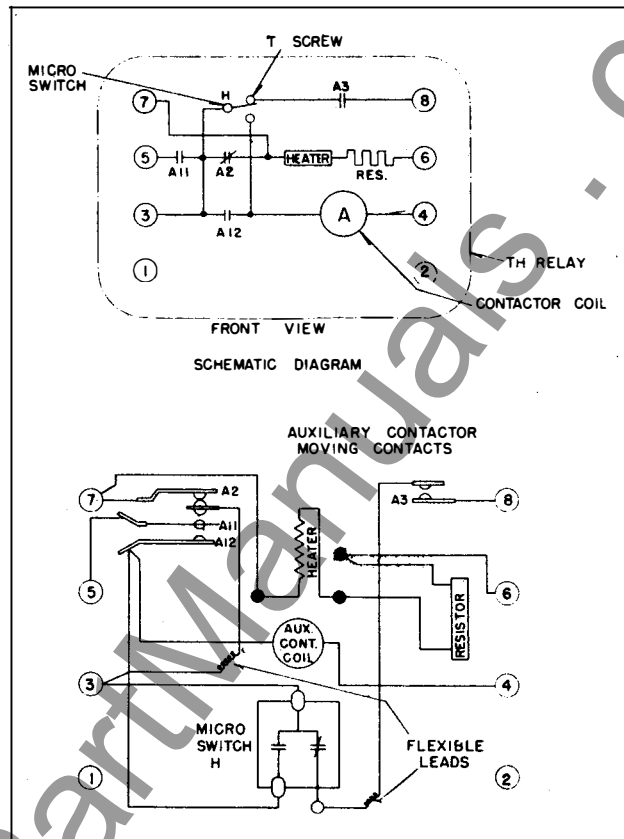 T SCREW
MICRO
SWITCH
H
A3
7
8
5
A11
A2
HEATER
RES.
6
3
A12
A
4
1
2
TH RELAY
CONTACTOR COIL
FRONT VIEW
SCHEMATIC DIAGRAM
AUXILIARY CONTACTOR
MOVING CONTACTS
7
A2
A3
8
A11
A12
HEATER
5
6
RESISTOR
AUX.
CONT.
COIL
3
4
MICRO
SWITCH
H
FLEXIBLE
LEADS
1
2
artManuals.